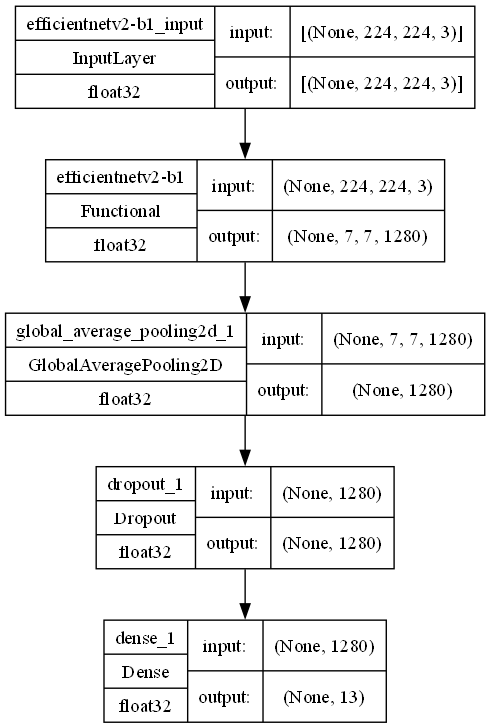 efficientnetv2-b1_input
InputLayer
float32
input:
[(None, 224, 224, 3)]
output:
[(None, 224, 224, 3)]
efficientnetv2-b1
Functional
float32
input:
(None, 224, 224, 3)
output:
(None, 7, 7, 1280)
global_average_pooling2d_1
GlobalAveragePooling2D
float32
input:
(None, 7, 7, 1280)
output:
(None, 1280)
dropout_1
Dropout
float32
input:
(None, 1280)
output:
(None, 1280)
dense_1
Dense
float32
input:
(None, 1280)
output:
(None, 13)